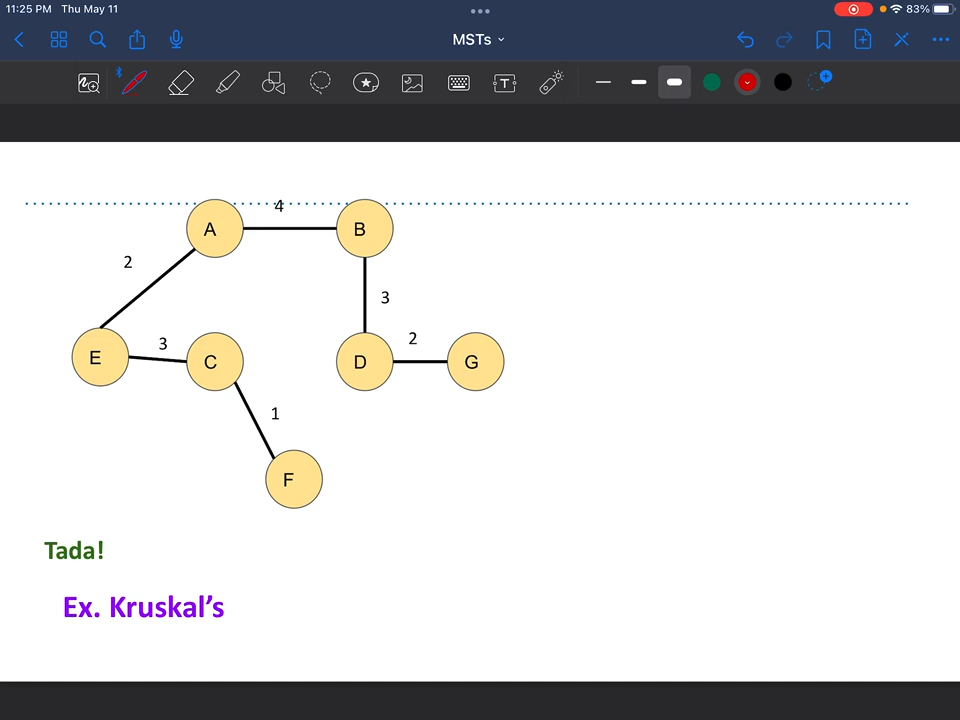 11:25 PM Thu May 11
83%
MSTs
4
A
B
2
3
3
2
E
C
D
G
1
F
Tada!
Ex. Kruskal’s